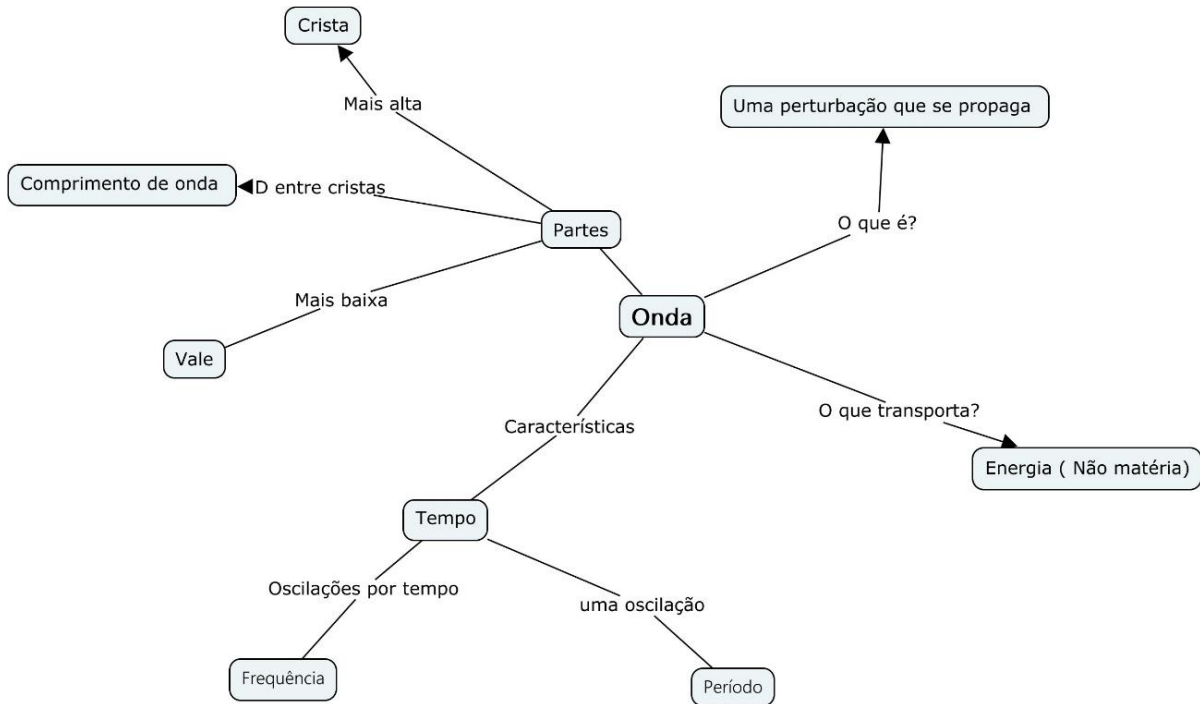 Crista
Mais alta
Uma perturbação que se propaga
Comprimento de onda
D entre cristas
Partes
O que é?
Mais baixa
Onda
Vale
O que transporta?
Características
Energia ( Não matéria)
Tempo
Oscilações por tempo
uma oscilação
Frequência
Período